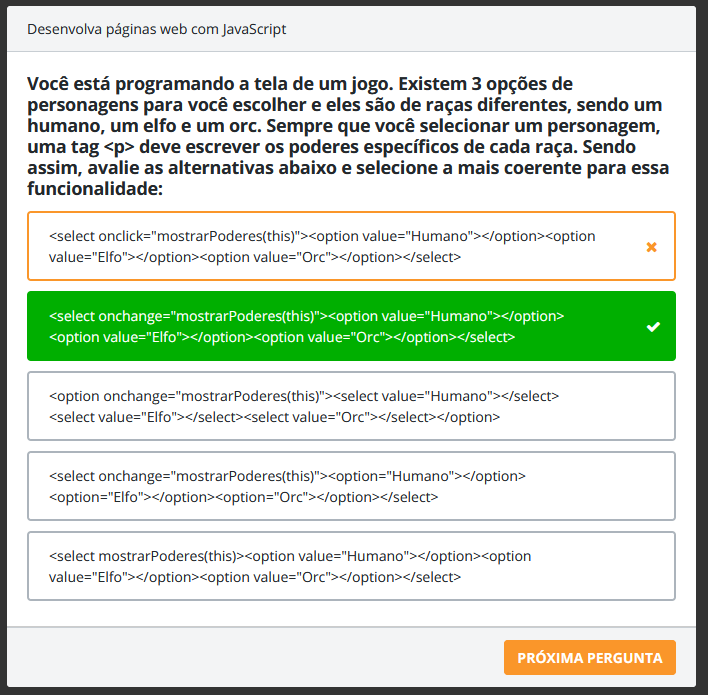 Desenvolva páginas web com JavaScript
Você está programando a tela de um jogo. Existem 3 opções de
personagens para você escolher e eles são de raças diferentes, sendo um
humano, um elfo e um orc. Sempre que você selecionar um personagem,
uma tag <p> deve escrever os poderes específicos de cada raça. Sendo
assim, avalie as alternativas abaixo e selecione a mais coerente para essa
funcionalidade:
<select onclick="mostrarPoderes(this)"><option value="Humano"></option><option
value="Elfo"></option><option value="Orc"></option></select>
<select onchange="mostrarPoderes(this)"><option value="Humano"></option>
<option value="Elfo"></option><option value="Orc"></option></select>
<option onchange="mostrarPoderes(this)"><select value="Humano"></select>
<select value="Elfo"></select><select value="Orc"></select></option>
<select onchange="mostrarPoderes(this)"><option="Humano"></option>
<option="Elfo"></option><option="Orc"></option></select>
<select mostrarPoderes(this)><option value="Humano"></option><option
value="Elfo"></option><option value="Orc"></option></select>
PRÓXIMA PERGUNTA